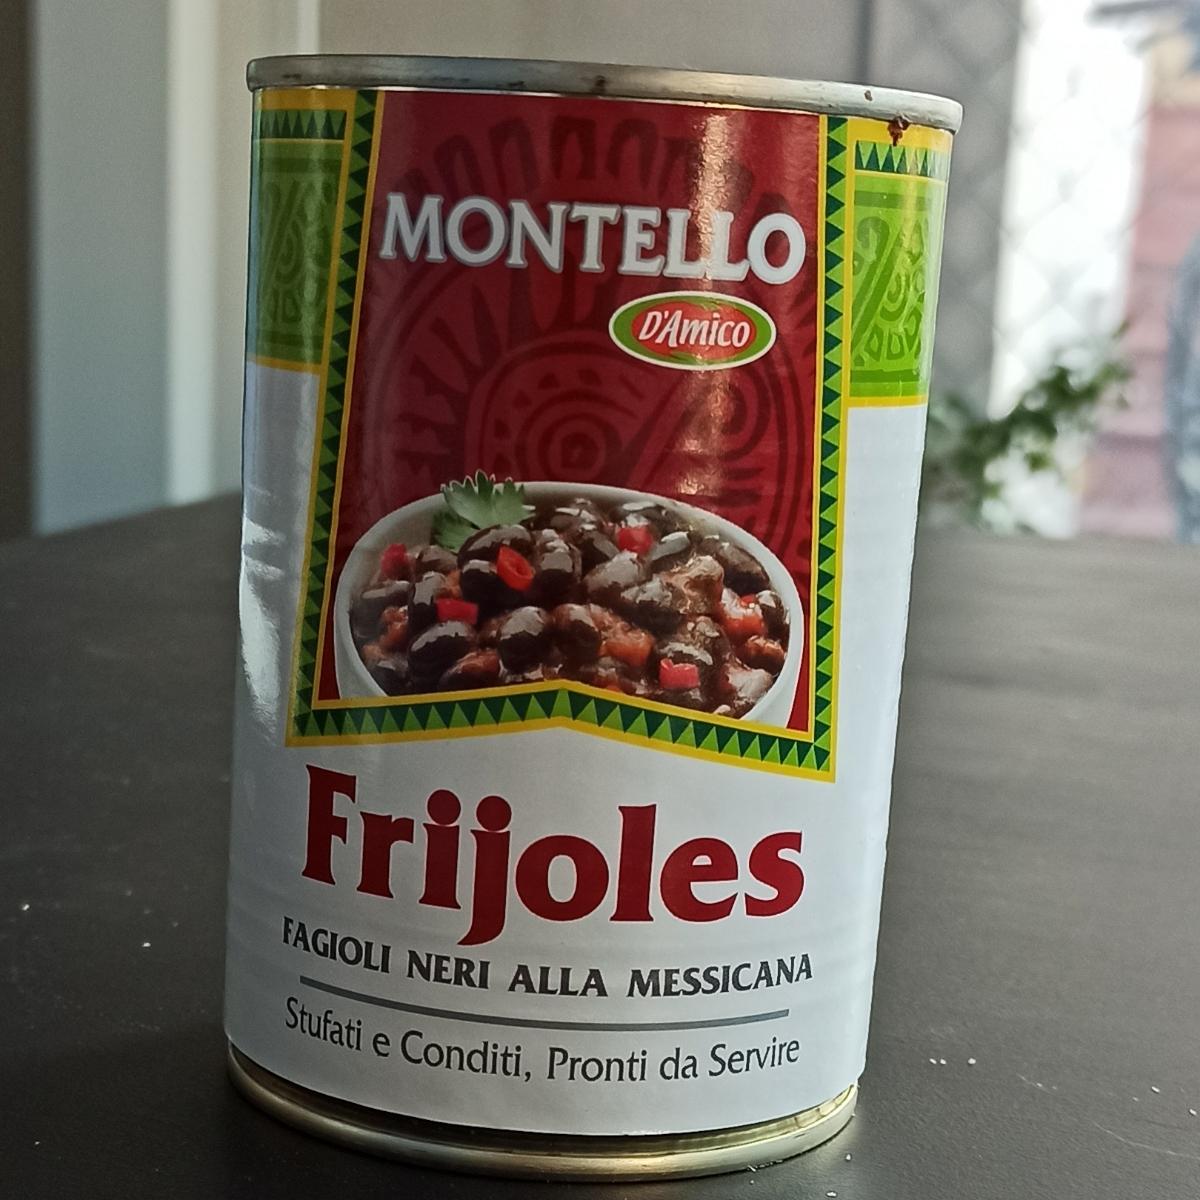 MONTELLO
D'Amico
Frijoles
FAGIOLI NERI ALLA MESSICANA
Stufati e Conditi, Pronti da Servire